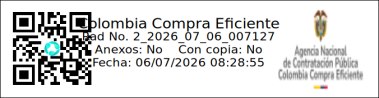 Colombia Compra Eficiente
Rad No. 2_2026_07_06_007127
Anexos: No Con copia: No
Fecha: 06/07/2026 08:28:55
Agencia Nacional
de Contratación Pública
Colombia Compra Eficiente